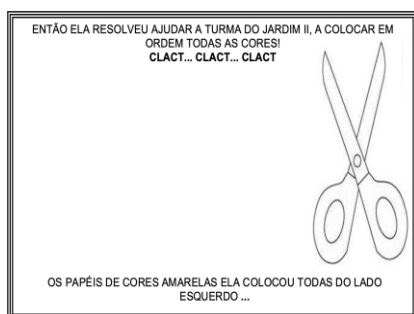 ENTÃO ELA RESOLVEU AJUDAR A TURMA DO JARDIM II, A COLOCAR EM
ORDEM TODAS AS CORES!
CLACT... CLACT... CLACT
OS PAPÉIS DE CORES AMARELAS ELA COLOCOU TODAS DO LADO
ESQUERDO ...